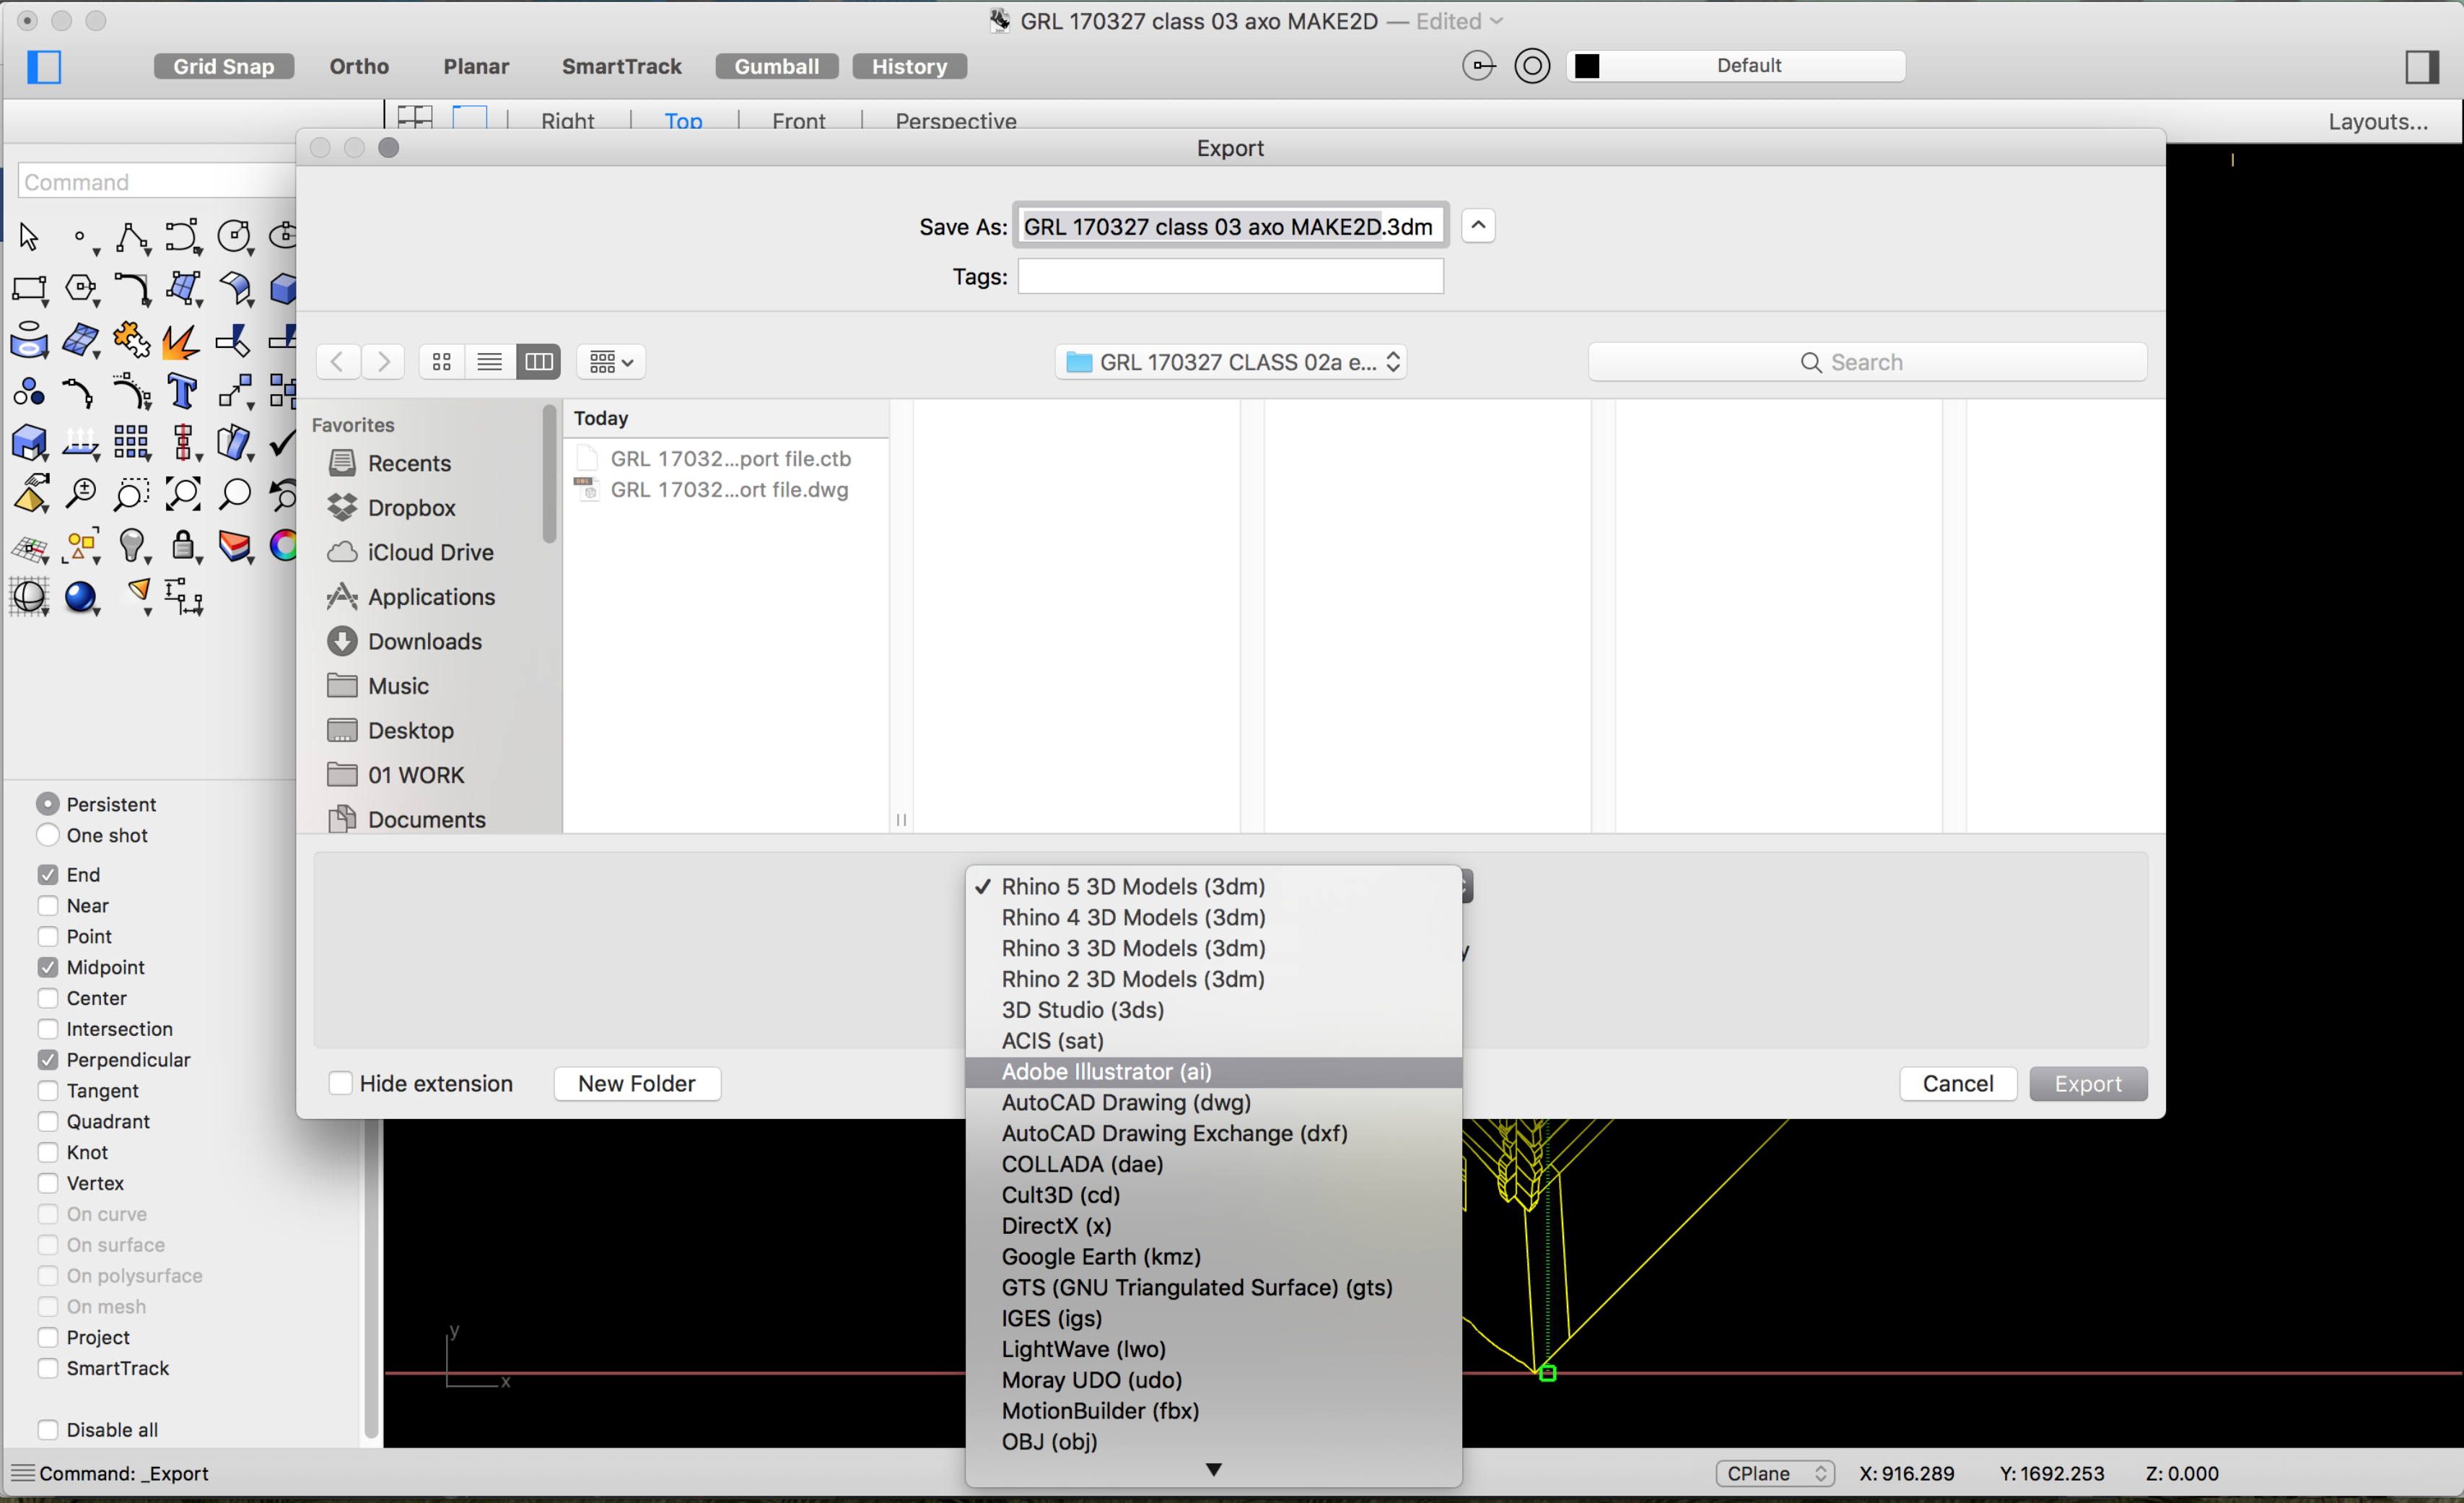 GRL 170327 class 03 axo MAKE2D — Edited
Grid Snap Ortho Planar SmartTrack Gumball History Default
Right Top Front Perspective Layouts...
Export
Command
Save As: GRL 170327 class 03 axo MAKE2D.3dm
Tags:
GRL 170327 CLASS 02a e... Search
Favorites
Recents
Dropbox
iCloud Drive
Applications
Downloads
Music
Desktop
01 WORK
Documents
Today
GRL 17032...port file.ctb
GRL 17032...ort file.dwg
Rhino 5 3D Models (3dm)
Rhino 4 3D Models (3dm)
Rhino 3 3D Models (3dm)
Rhino 2 3D Models (3dm)
3D Studio (3ds)
ACIS (sat)
Adobe Illustrator (ai)
AutoCAD Drawing (dwg)
AutoCAD Drawing Exchange (dxf)
COLLADA (dae)
Cult3D (cd)
DirectX (x)
Google Earth (kmz)
GTS (GNU Triangulated Surface) (gts)
IGES (igs)
LightWave (lwo)
Moray UDO (udo)
MotionBuilder (fbx)
OBJ (obj)
Hide extension New Folder Cancel Export
Persistent
One shot
End
Near
Point
Midpoint
Center
Intersection
Perpendicular
Tangent
Quadrant
Knot
Vertex
On curve
On surface
On polysurface
On mesh
Project
SmartTrack
Disable all
y
x
Command: _Export
CPlane X: 916.289 Y: 1692.253 Z: 0.000